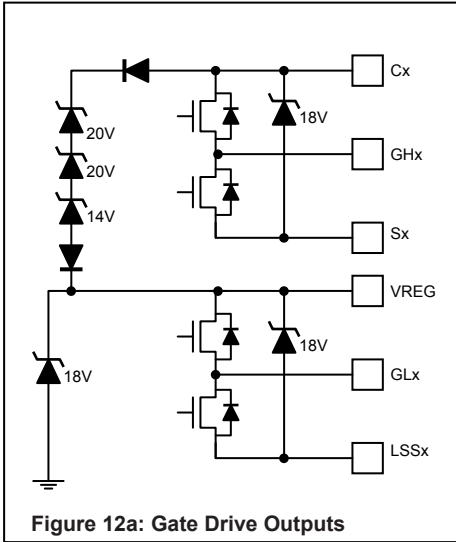 Cx
20V
18V
20V
GHx
14V
Sx
VREG
18V
18V
GLx
LSSx
Figure 12a: Gate Drive Outputs